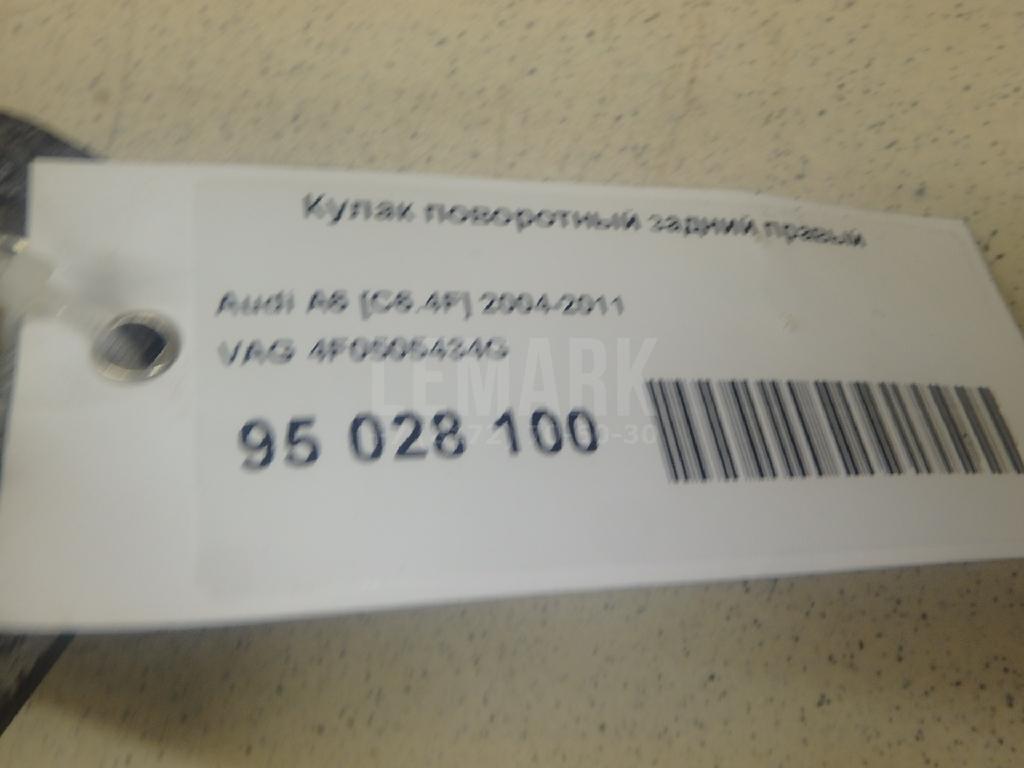 Кулак поворотный задний правый
Audi A6 [C6,4F] 2004-2011
VAG 4F0505434G
LEMARK
95 028 100